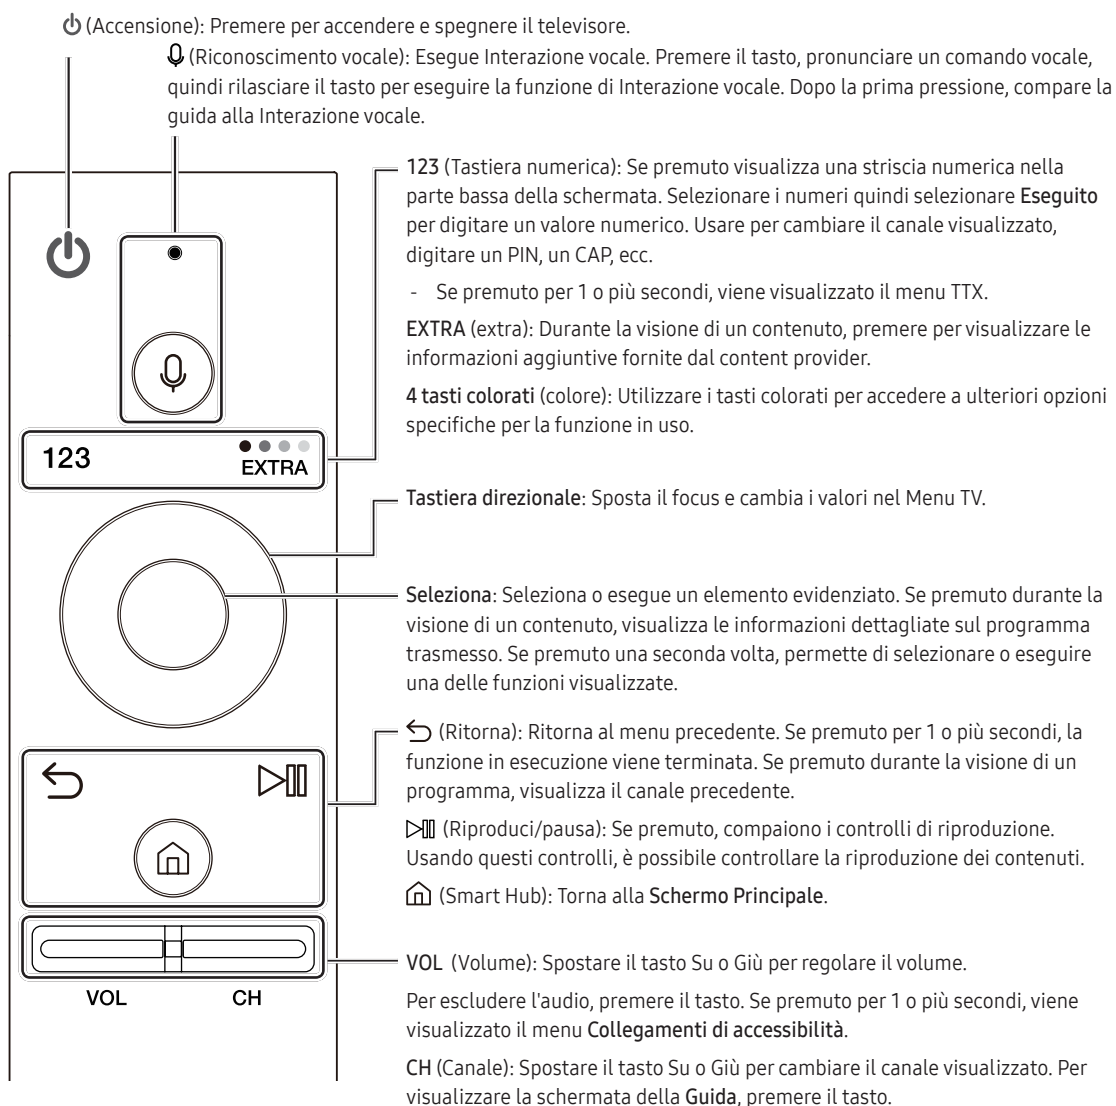 (Accensione): Premere per accendere e spegnere il televisore.
(Riconoscimento vocale): Esegue Interazione vocale. Premere il tasto, pronunciare un comando vocale,
quindi rilasciare il tasto per eseguire la funzione di Interazione vocale. Dopo la prima pressione, compare la
guida alla Interazione vocale.
123 (Tastiera numerica): Se premuto visualizza una striscia numerica nella
parte bassa della schermata. Selezionare i numeri quindi selezionare Eseguito
per digitare un valore numerico. Usare per cambiare il canale visualizzato,
digitare un PIN, un CAP, ecc.
- Se premuto per 1 o più secondi, viene visualizzato il menu TTX.
EXTRA (extra): Durante la visione di un contenuto, premere per visualizzare le
informazioni aggiuntive fornite dal content provider.
4 tasti colorati (colore): Utilizzare i tasti colorati per accedere a ulteriori opzioni
specifiche per la funzione in uso.
123
EXTRA
Tastiera direzionale: Sposta il focus e cambia i valori nel Menu TV.
Seleziona: Seleziona o esegue un elemento evidenziato. Se premuto durante la
visione di un contenuto, visualizza le informazioni dettagliate sul programma
trasmesso. Se premuto una seconda volta, permette di selezionare o eseguire
una delle funzioni visualizzate.
(Ritorna): Ritorna al menu precedente. Se premuto per 1 o più secondi, la
funzione in esecuzione viene terminata. Se premuto durante la visione di un
programma, visualizza il canale precedente.
(Riproduci/pausa): Se premuto, compaiono i controlli di riproduzione.
Usando questi controlli, è possibile controllare la riproduzione dei contenuti.
(Smart Hub): Torna alla Schermo Principale.
VOL (Volume): Spostare il tasto Su o Giù per regolare il volume.
Per escludere l'audio, premere il tasto. Se premuto per 1 o più secondi, viene
visualizzato il menu Collegamenti di accessibilità.
CH (Canale): Spostare il tasto Su o Giù per cambiare il canale visualizzato. Per
visualizzare la schermata della Guida, premere il tasto.
VOL
CH